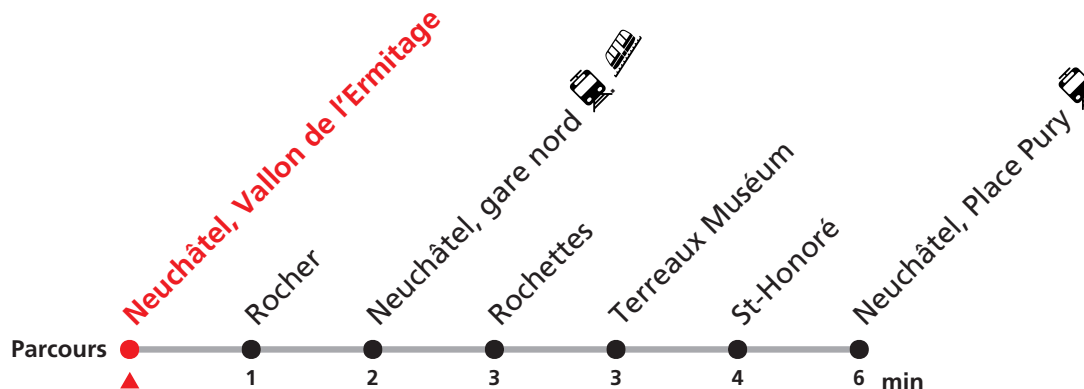 Neuchâtel, Vallon de l'Ermitage
Rocher
Neuchâtel, gare nord
Rochettes
Terreaux Muséum
St-Honoré
Neuchâtel, Place Pury
Parcours
1 2 3 3 4 6 min